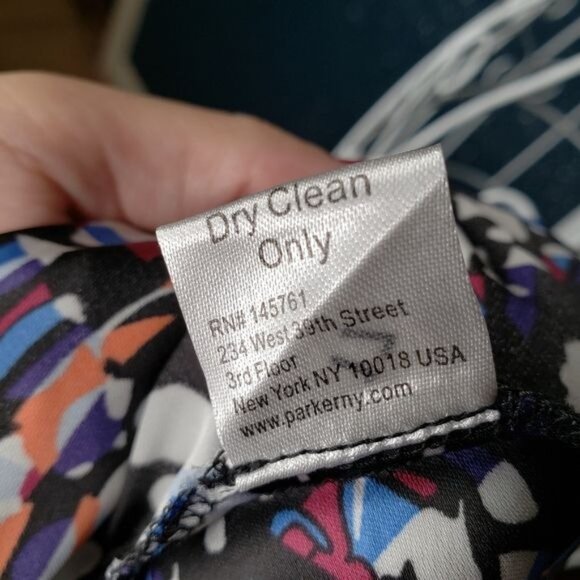 Dry Clean
Only
RN# 145761
234 West 39th Street
3rd Floor
New York NY 10018 USA
www.parkerny.com